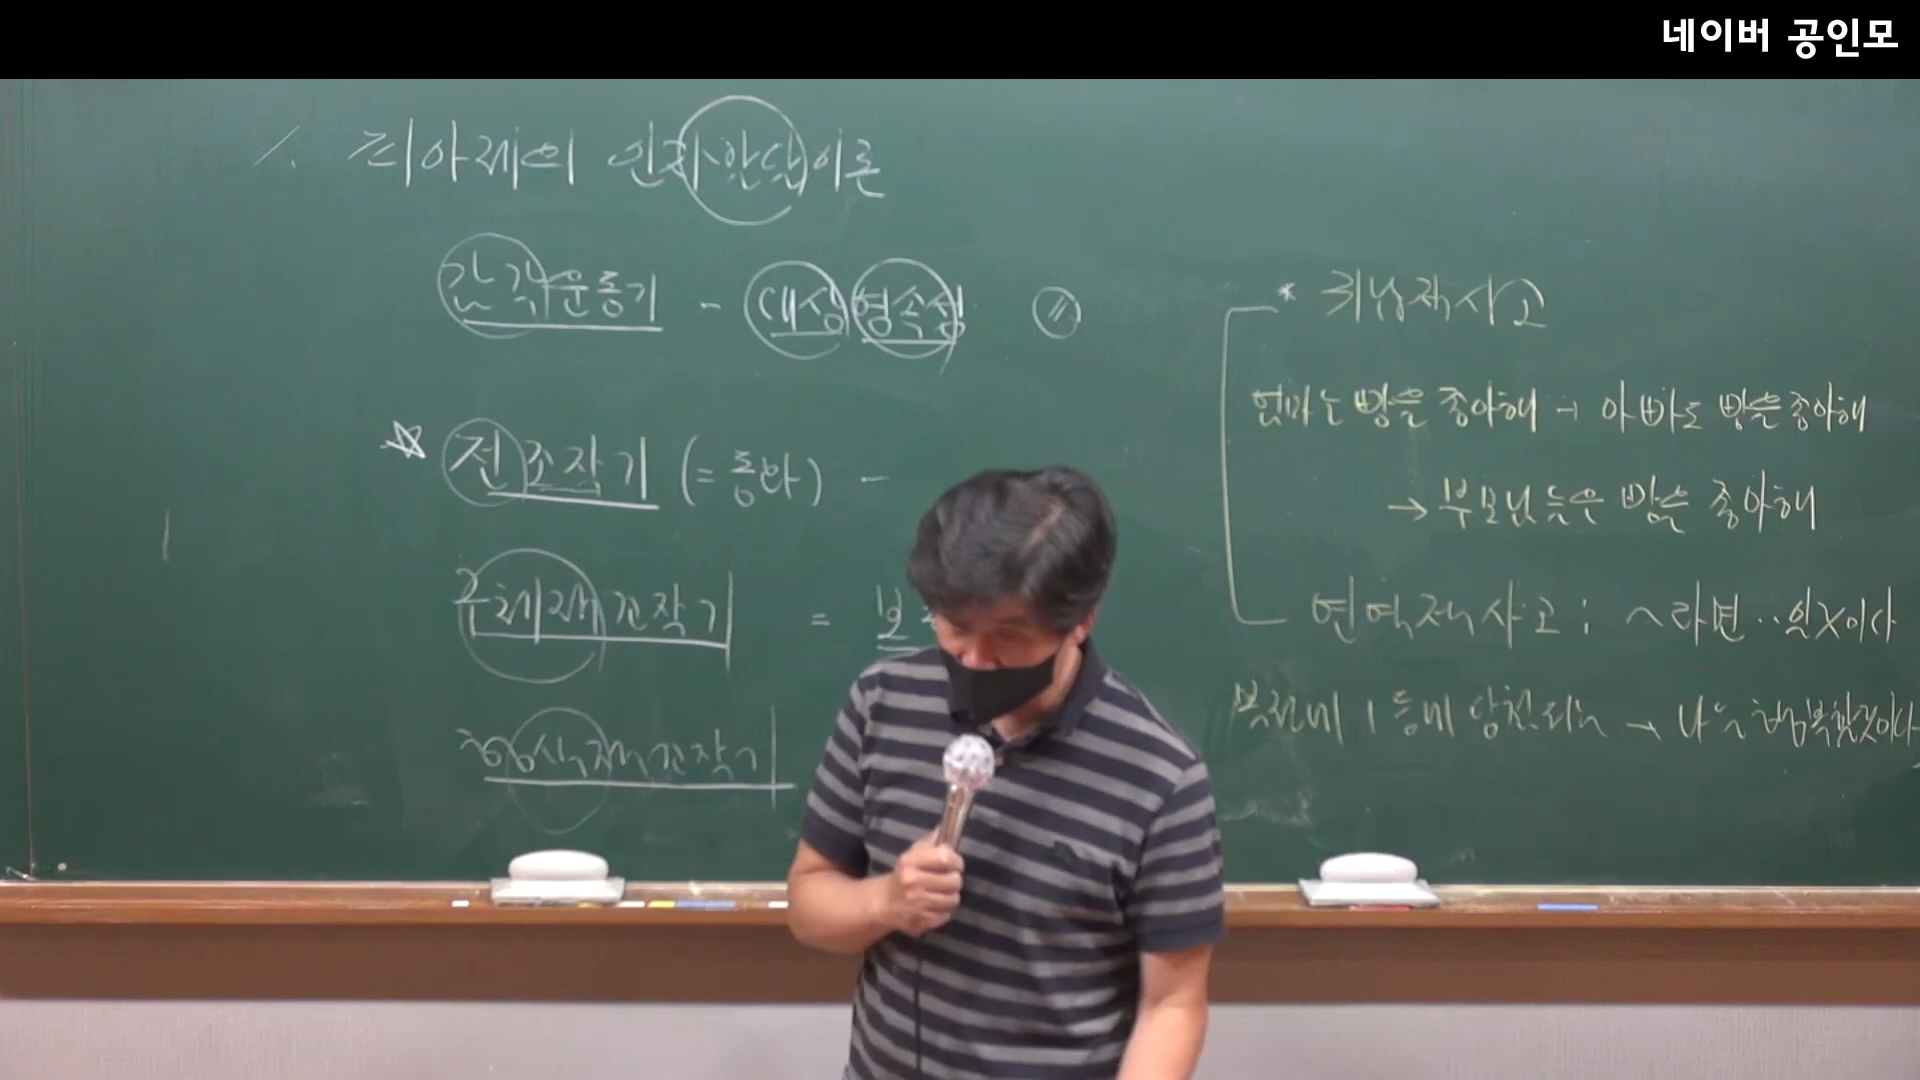 네이버 공인모
1. 피아제의 인지발달이론
감각운동기 - 대상영속성 //
☆ 전조작기 (= 동화) -
구체적조작기 = 보
형식적조작기
* 귀납적사고
엄마는 빵을 좋아해 → 아빠도 빵을 좋아해
→ 부모님들은 빵을 좋아해
연역적사고 : ~라면‥일것이다
복권에 1등에 당첨되면 → 나는 행복할것이다